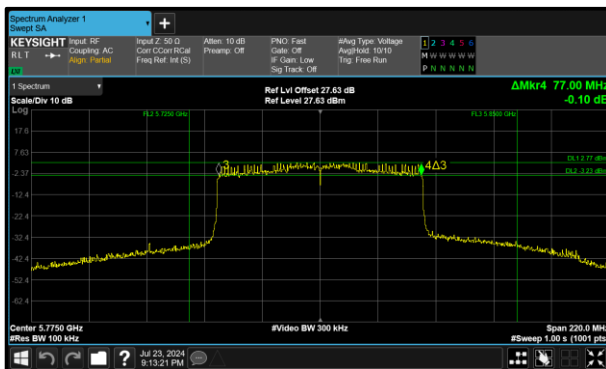 Spectrum Analyzer 1
Swept SA
+
KEYSIGHT Input: RF Input Z: 50 Ω Atten: 10 dB PNO: Fast #Avg Type: Voltage 1 2 3 4 5 6
RLT Coupling: AC Corr CCorr RCal Preamp: Off Gate: Off Avg|Hold: 10/10 M W W W W W
Align: Partial Freq Ref: Int (S) IF Gain: Low Trig: Free Run
Sig Track: Off P N N N N N
1 Spectrum Ref Lvl Offset 27.63 dB ΔMkr4 77.00 MHz
Scale/Div 10 dB Ref Level 27.63 dBm -0.10 dB
Log FL2 5.7250 GHz FL3 5.8500 GHz
17.6
7.63
3 4Δ3 DL1 2.77 dBm
-2.37 DL2 -3.23 dBm
-12.4
-22.4
-32.4
-42.4
-52.4
-62.4
Center 5.7750 GHz #Video BW 300 kHz Span 220.0 MHz
#Res BW 100 kHz #Sweep 1.00 s (1001 pts)
? Jul 23, 2024
9:13:21 PM